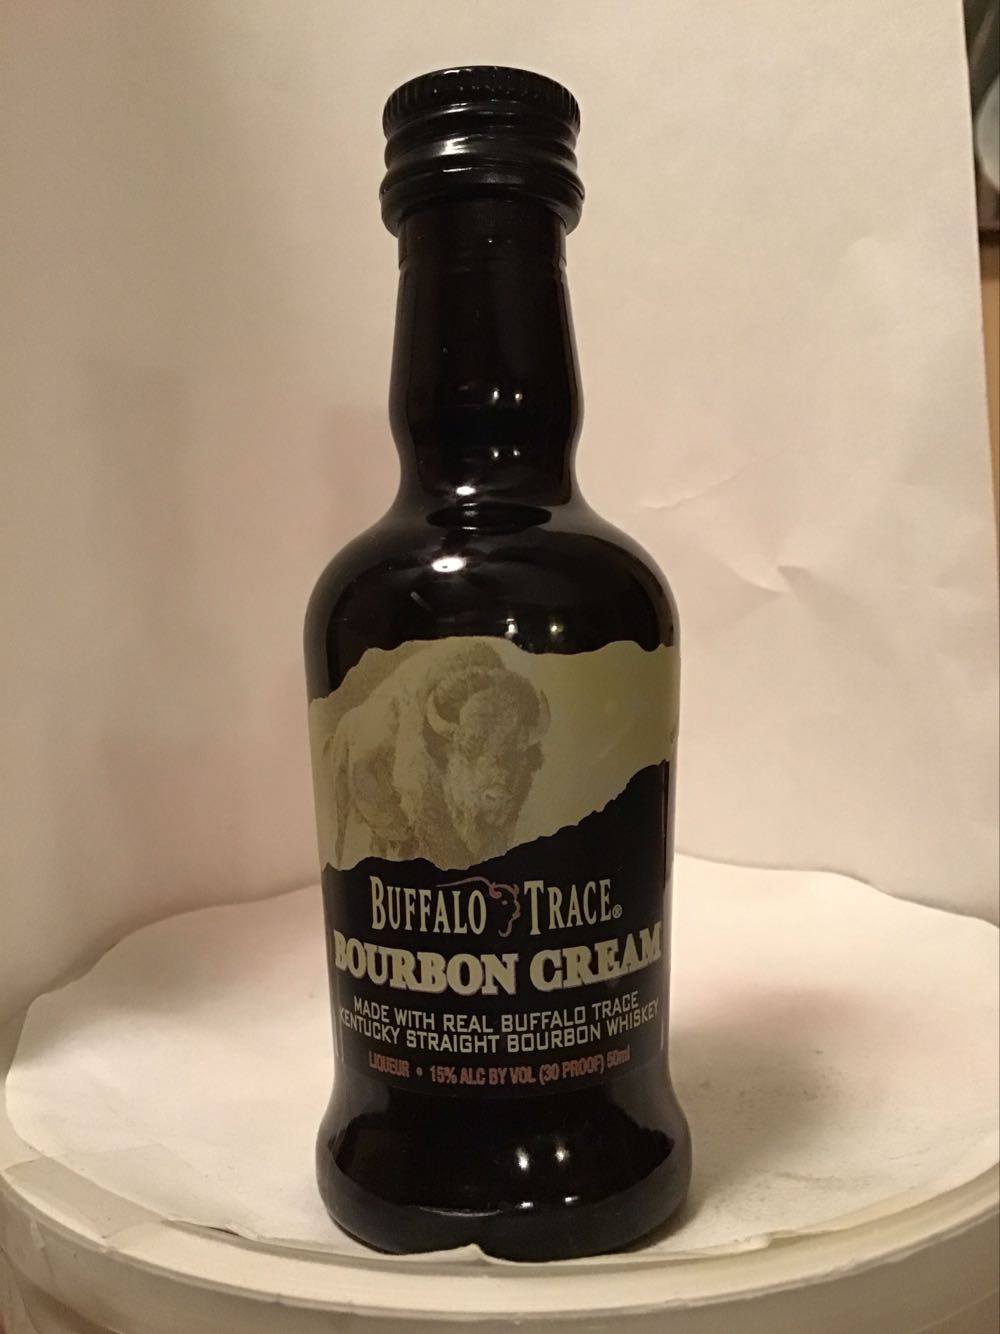 BUFFALO TRACE®
BOURBON CREAM
MADE WITH REAL BUFFALO TRACE
KENTUCKY STRAIGHT BOURBON WHISKEY
LIQUEUR • 15% ALC BY VOL (30 PROOF) 50ml